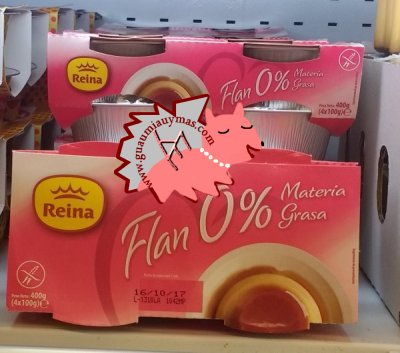 Reina
Flan 0% Materia
Grasa
Peso Neto: 400g
(4x100g)℮
www.guaumiauymas.com
Reina
Flan 0% Materia
Grasa
Peso Neto: 400g
(4x100g)℮
16/10/17